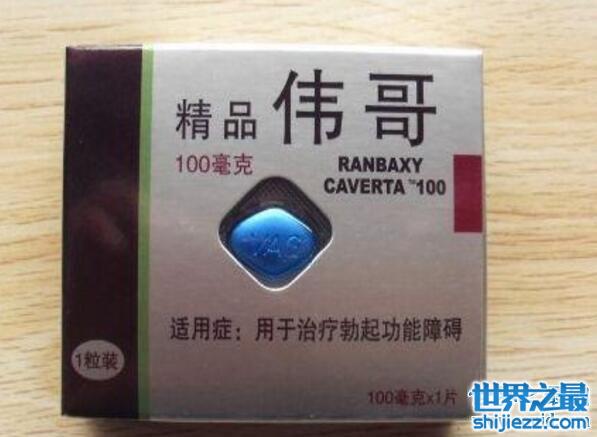 精品 伟哥
100毫克
RANBAXY
CAVERTA™100
适用症：用于治疗勃起功能障碍
1粒装
100毫克x1片
世界之最
shijiezzi.com